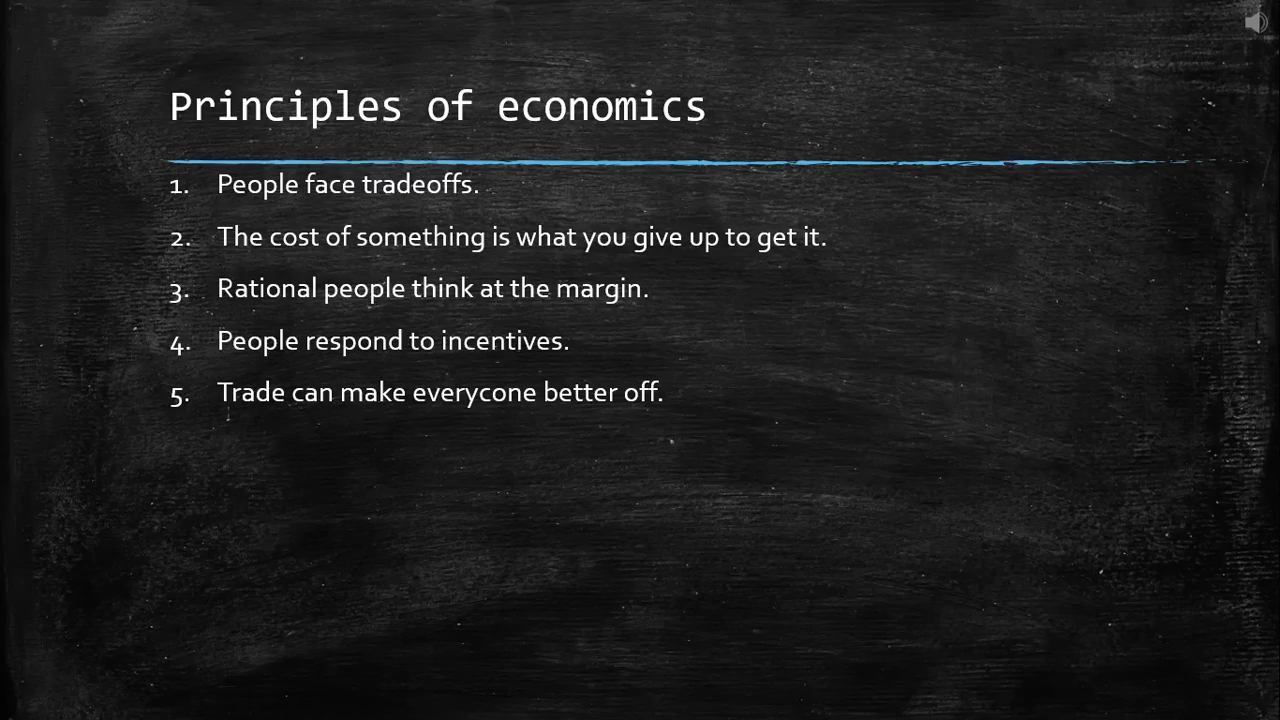 Principles of economics
1. People face tradeoffs.
2. The cost of something is what you give up to get it.
3. Rational people think at the margin.
4. People respond to incentives.
5. Trade can make everycone better off.